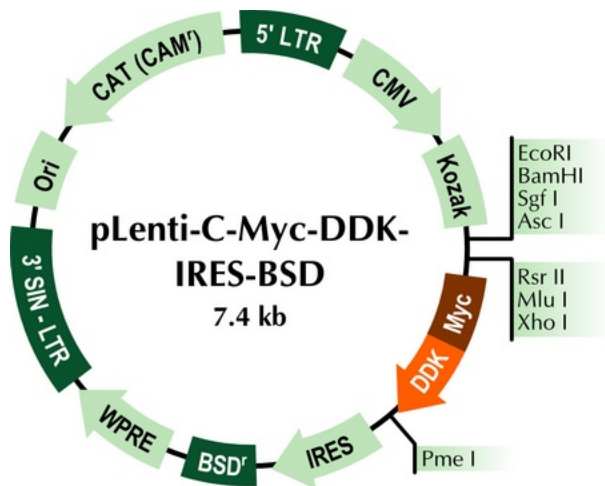 5' LTR
CMV
Kozak
EcoRI
BamHI
Sgf I
Asc I
Rsr II
Mlu I
Xho I
Myc
DDK
Pme I
IRES
BSDʳ
WPRE
3' SIN - LTR
Ori
CAT (CAMʳ)
pLenti-C-Myc-DDK-
IRES-BSD
7.4 kb